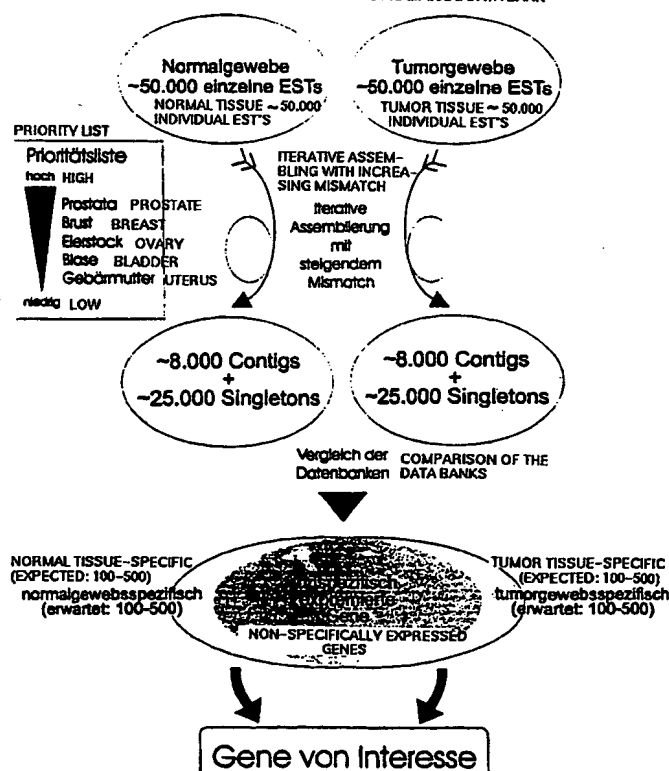 Normalgewebe
~50.000 einzelne ESTs
NORMAL TISSUE ~50.000
INDIVIDUAL EST'S
Tumorgewebe
~50.000 einzelne ESTs
TUMOR TISSUE ~ 50.000
INDIVIDUAL EST'S
PRIORITY LIST
Prioritätsliste
hoch HIGH
Prostata PROSTATE
Brust BREAST
Eierstock OVARY
Blase BLADDER
Gebärmutter UTERUS
niedrig LOW
ITERATIVE ASSEM-
BLING WITH INCREA-
SING MISMATCH
Iterative
Assemblierung
mit
steigendem
Mismatch
~8.000 Contigs
+
~25.000 Singletons
~8.000 Contigs
+
~25.000 Singletons
Vergleich der
Datenbanken
COMPARISON OF THE
DATA BANKS
NORMAL TISSUE-SPECIFIC
(EXPECTED: 100-500)
normalgewebsspezifisch
(erwartet: 100-500)
NON-SPECIFICALLY EXPRESSED
GENES
TUMOR TISSUE-SPECIFIC
(EXPECTED: 100-500)
tumorgewebsspezifisch
(erwartet: 100-500)
Gene von Interesse